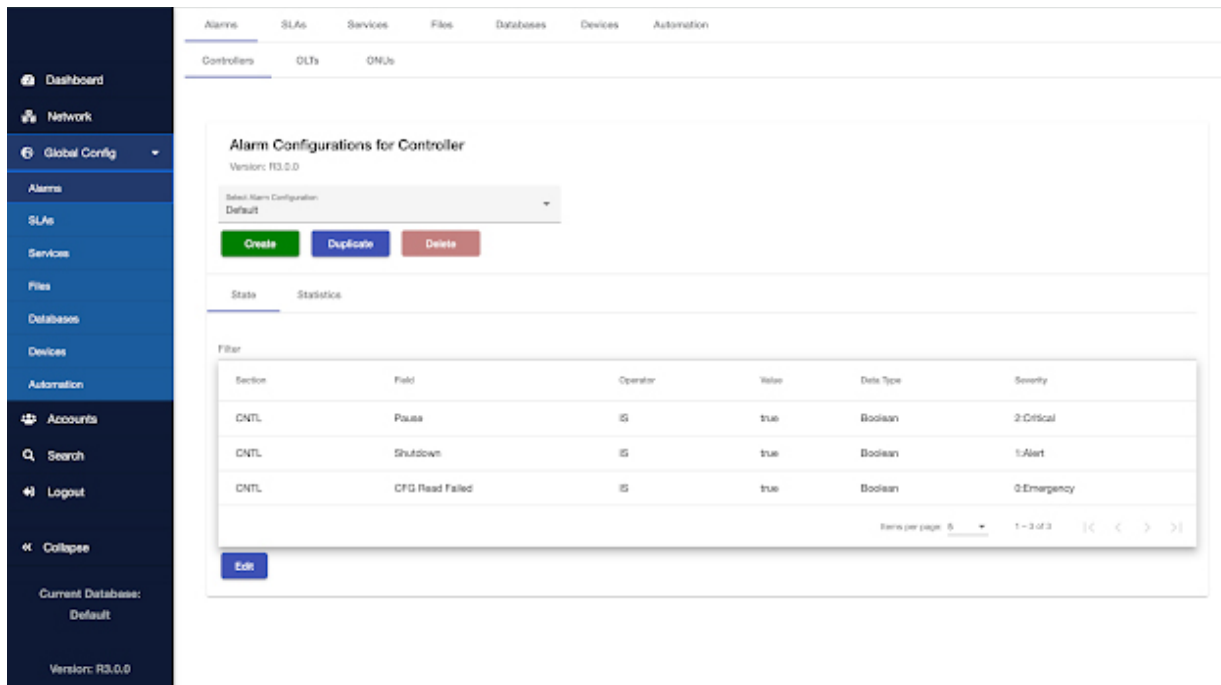 Dashboard
Network
Global Config
Alarms
SLAs
Services
Files
Databases
Devices
Automation
Accounts
Search
Logout
Collapse
Current Database:
Default
Version: R3.0.0
Alarms SLAs Services Files Databases Devices Automation
Controllers OLTs ONUs
Alarm Configurations for Controller
Version: R3.0.0
Select Alarm Configuration
Default
Create Duplicate Delete
State Statistics
Filter
Section Field Operator Value Data Type Severity
CNTL Pause IS true Boolean 2:Critical
CNTL Shutdown IS true Boolean 1:Alert
CNTL CFG Read Failed IS true Boolean 0:Emergency
Items per page: 1 – 3 of 3
Edit